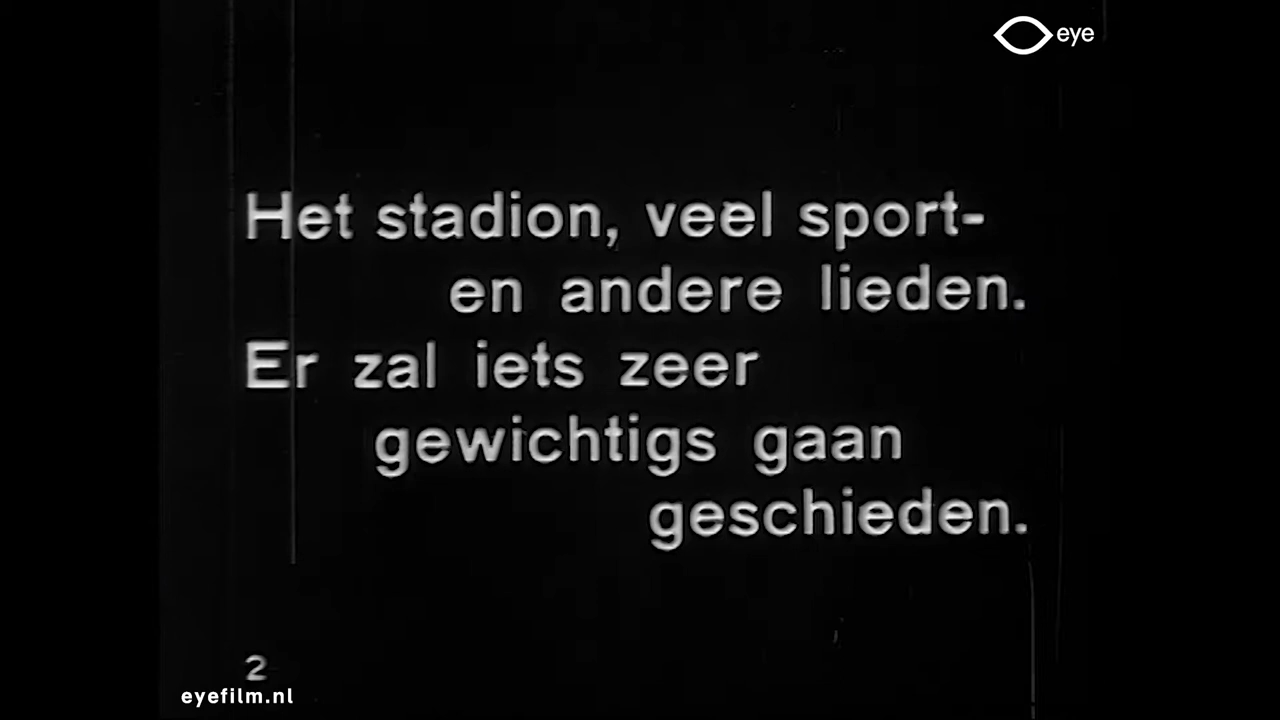 eye
Het stadion, veel sport-
en andere lieden.
Er zal iets zeer
gewichtigs gaan
geschieden.
2
eyefilm.nl